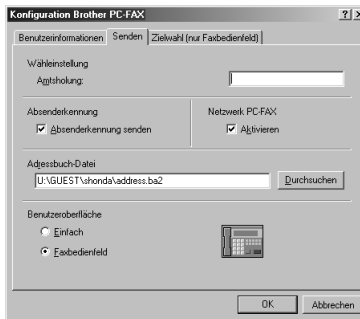 Konfiguration Brother PC-FAX
Benutzerinformationen Senden Zielwahl (nur Faxbedienfeld)
Wähleinstellung
Amtsholung:
Absenderkennung
Netzwerk PC-FAX
Absenderkennung senden
Aktivieren
Adressbuch-Datei
U:\GUEST\shonda\address.ba2
Durchsuchen
Benutzeroberfläche
Einfach
Faxbedienfeld
OK Abbrechen